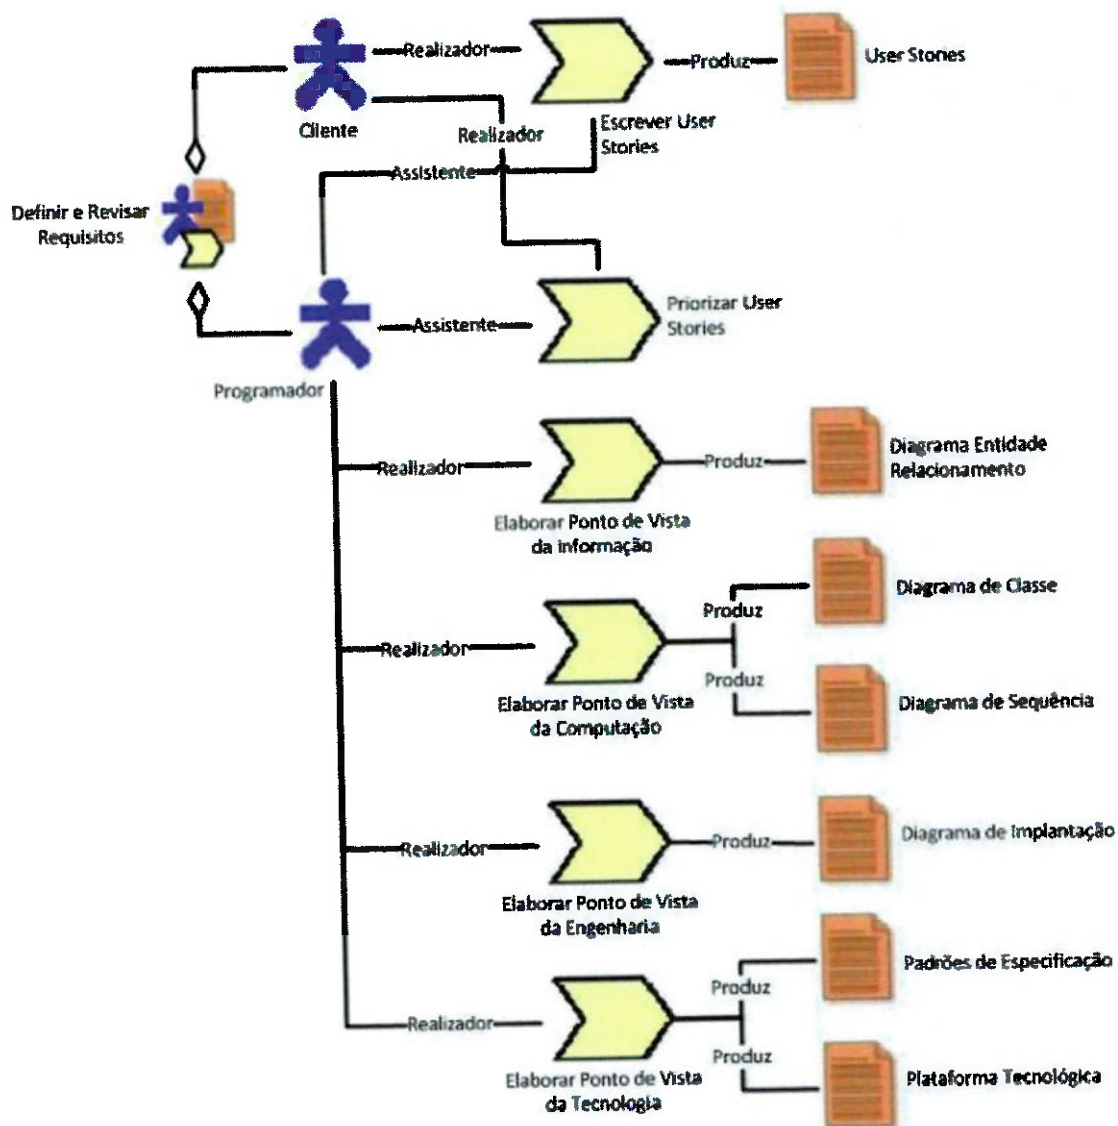 Realizador
Produz
User Stories
Cliente
Realizador
Escrever User
Stories
Assistente
Definir e Revisar
Requisitos
Assistente
Priorizar User
Stories
Programador
Realizador
Produz
Diagrama Entidade
Relacionamento
Elaborar Ponto de Vista
da Informação
Diagrama de Classe
Produz
Realizador
Produz
Elaborar Ponto de Vista
da Computação
Diagrama de Sequência
Realizador
Produz
Diagrama de Implantação
Elaborar Ponto de Vista
da Engenharia
Padrões de Especificação
Produz
Realizador
Produz
Elaborar Ponto de Vista
da Tecnologia
Plataforma Tecnológica